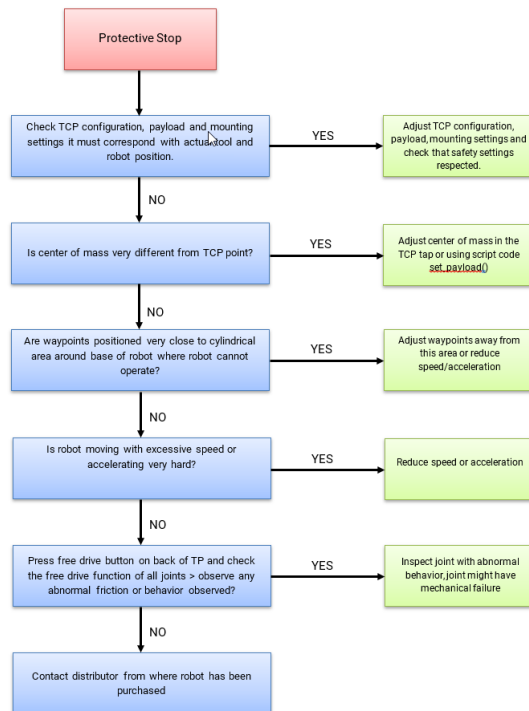 Protective Stop
Check TCP configuration, payload and mounting
settings it must correspond with actual tool and
robot position.
YES
Adjust TCP configuration,
payload, mounting settings and
check that safety settings
respected.
NO
Is center of mass very different from TCP point?
YES
Adjust center of mass in the
TCP tap or using script code
set_payload()
NO
Are waypoints positioned very close to cylindrical
area around base of robot where robot cannot
operate?
YES
Adjust waypoints away from
this area or reduce
speed/acceleration
NO
Is robot moving with excessive speed or
accelerating very hard?
YES
Reduce speed or acceleration
NO
Press free drive button on back of TP and check
the free drive function of all joints > observe any
abnormal friction or behavior observed?
YES
Inspect joint with abnormal
behavior, joint might have
mechanical failure
NO
Contact distributor from where robot has been
purchased